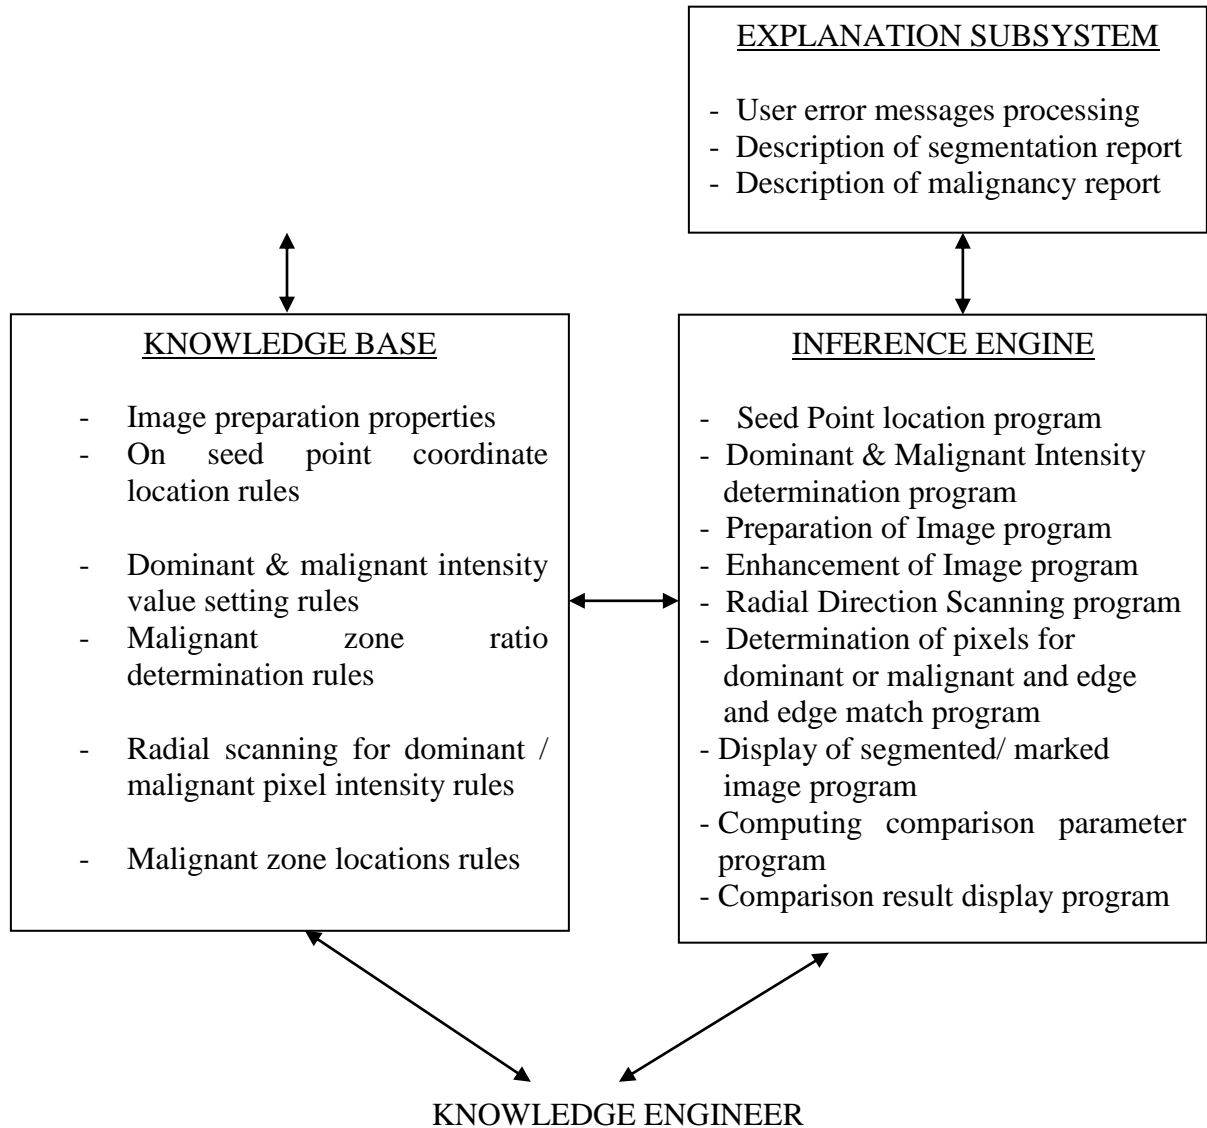 EXPLANATION SUBSYSTEM
- User error messages processing
- Description of segmentation report
- Description of malignancy report
KNOWLEDGE BASE
- Image preparation properties
- On seed point coordinate
location rules
- Dominant & malignant intensity
value setting rules
- Malignant zone ratio
determination rules
- Radial scanning for dominant /
malignant pixel intensity rules
- Malignant zone locations rules
INFERENCE ENGINE
- Seed Point location program
- Dominant & Malignant Intensity
determination program
- Preparation of Image program
- Enhancement of Image program
- Radial Direction Scanning program
- Determination of pixels for
dominant or malignant and edge
and edge match program
- Display of segmented/ marked
image program
- Computing comparison parameter
program
- Comparison result display program
KNOWLEDGE ENGINEER